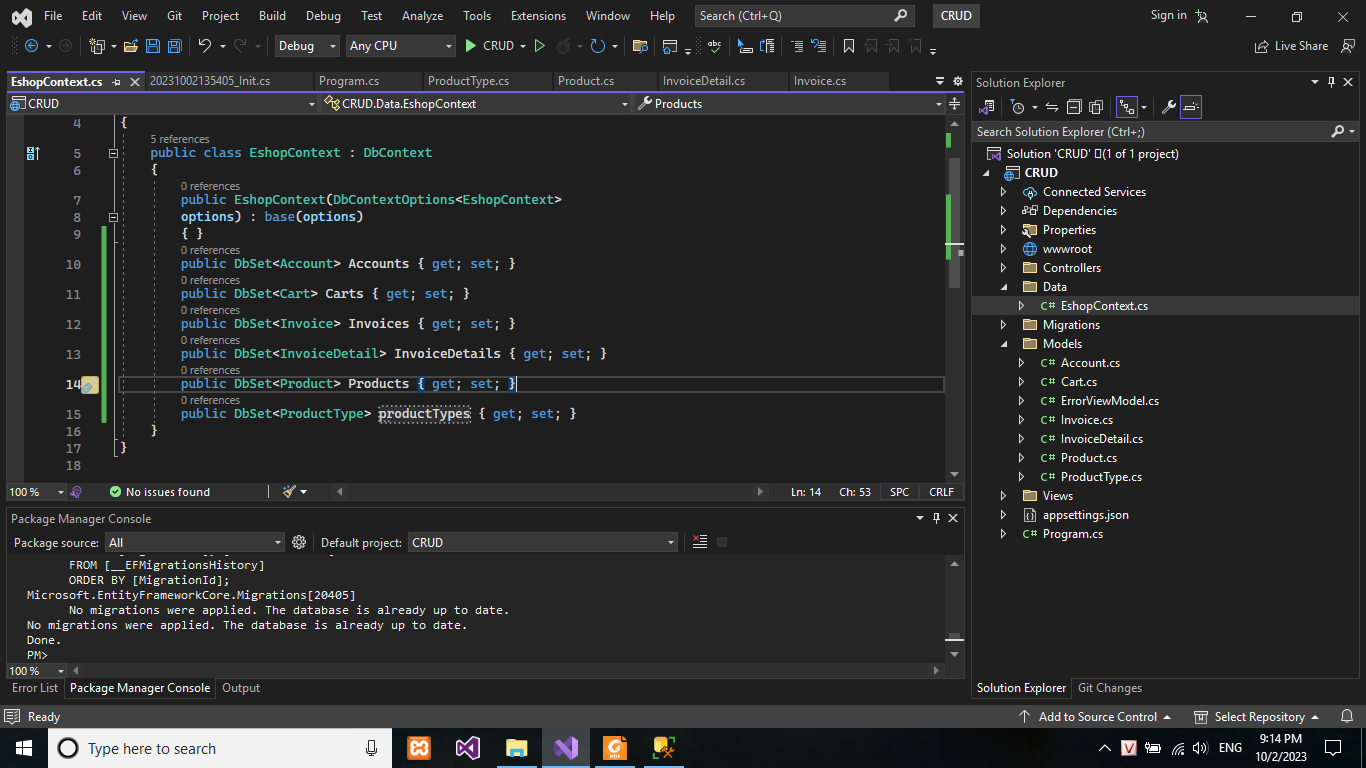 File Edit View Git Project Build Debug Test Analyze Tools Extensions Window Help Search (Ctrl+Q) CRUD Sign in
Debug Any CPU CRUD Live Share
EshopContext.cs 20231002135405_Init.cs Program.cs ProductType.cs Product.cs InvoiceDetail.cs Invoice.cs
CRUD CRUD.Data.EshopContext Products
4 {
5 references
5 public class EshopContext : DbContext
6 {
0 references
7 public EshopContext(DbContextOptions<EshopContext>
8 options) : base(options)
9 { }
0 references
10 public DbSet<Account> Accounts { get; set; }
0 references
11 public DbSet<Cart> Carts { get; set; }
0 references
12 public DbSet<Invoice> Invoices { get; set; }
0 references
13 public DbSet<InvoiceDetail> InvoiceDetails { get; set; }
0 references
14 public DbSet<Product> Products { get; set; }
0 references
15 public DbSet<ProductType> productTypes { get; set; }
16 }
17 }
18
100 % No issues found Ln: 14 Ch: 53 SPC CRLF
Package Manager Console
Package source: All Default project: CRUD
FROM [__EFMigrationsHistory]
ORDER BY [MigrationId];
Microsoft.EntityFrameworkCore.Migrations[20405]
No migrations were applied. The database is already up to date.
No migrations were applied. The database is already up to date.
Done.
PM>
100 %
Error List Package Manager Console Output
Solution Explorer
Search Solution Explorer (Ctrl+;)
Solution 'CRUD' (1 of 1 project)
CRUD
Connected Services
Dependencies
Properties
wwwroot
Controllers
Data
C# EshopContext.cs
Migrations
Models
C# Account.cs
C# Cart.cs
C# ErrorViewModel.cs
C# Invoice.cs
C# InvoiceDetail.cs
C# Product.cs
C# ProductType.cs
Views
appsettings.json
C# Program.cs
Solution Explorer Git Changes
Ready Add to Source Control Select Repository
Type here to search ENG 9:14 PM
10/2/2023